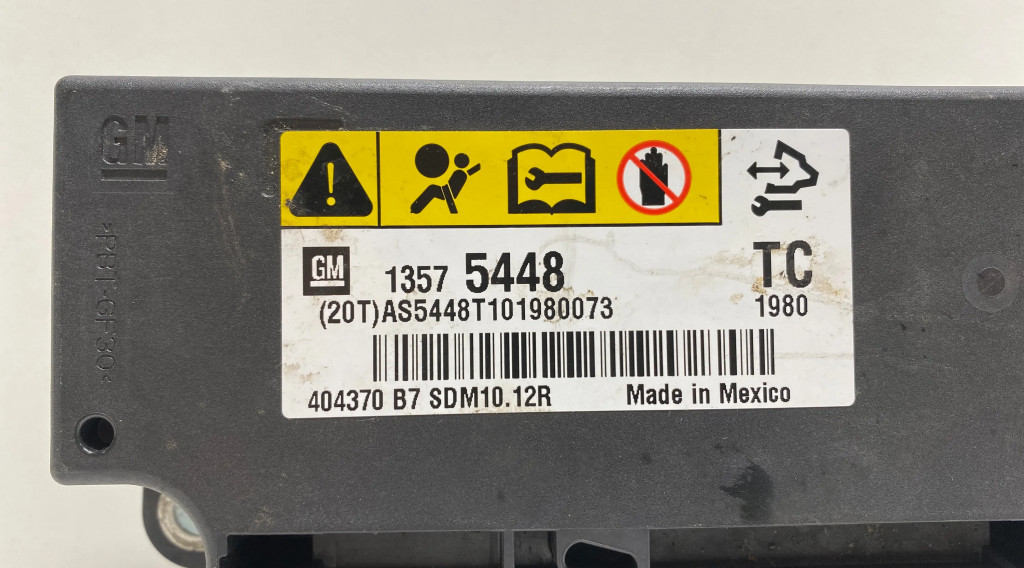 GM
>PBT-GF30<
GM
1357 5448
TC
(20T)AS5448T101980073
1980
404370 B7 SDM10.12R
Made in Mexico